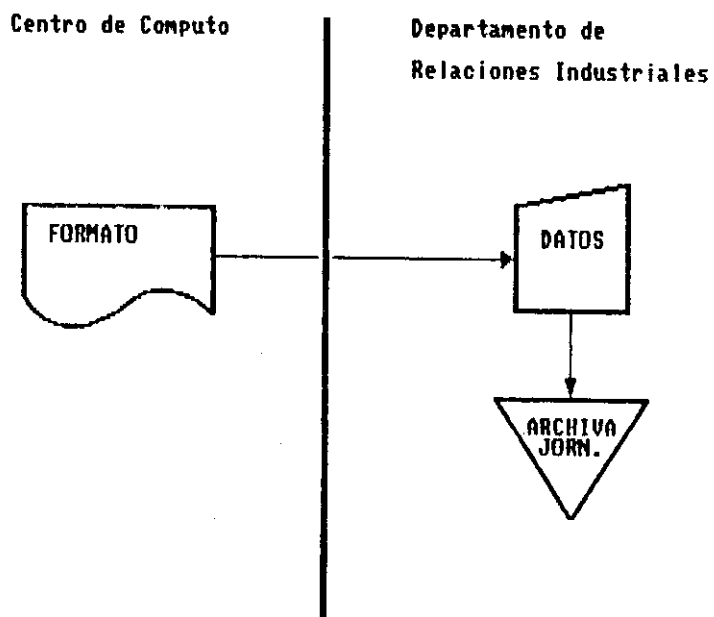 Centro de Computo
Departamento de
Relaciones Industriales
FORMATO
DATOS
ARCHIVA
JORN.